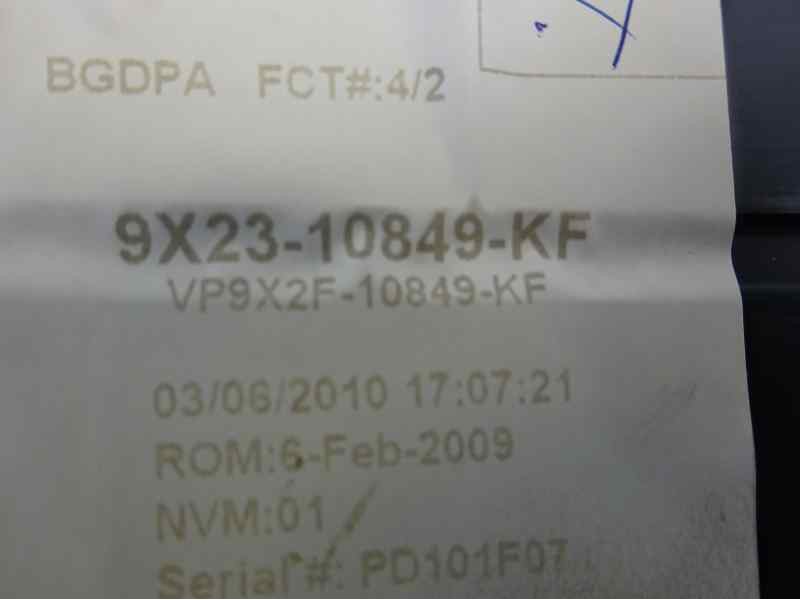 BGDPA FCT#:4/2
9X23-10849-KF
VP9X2F-10849-KF
03/06/2010 17:07:21
ROM:6-Feb-2009
NVM:01
Serial #: PD101F07